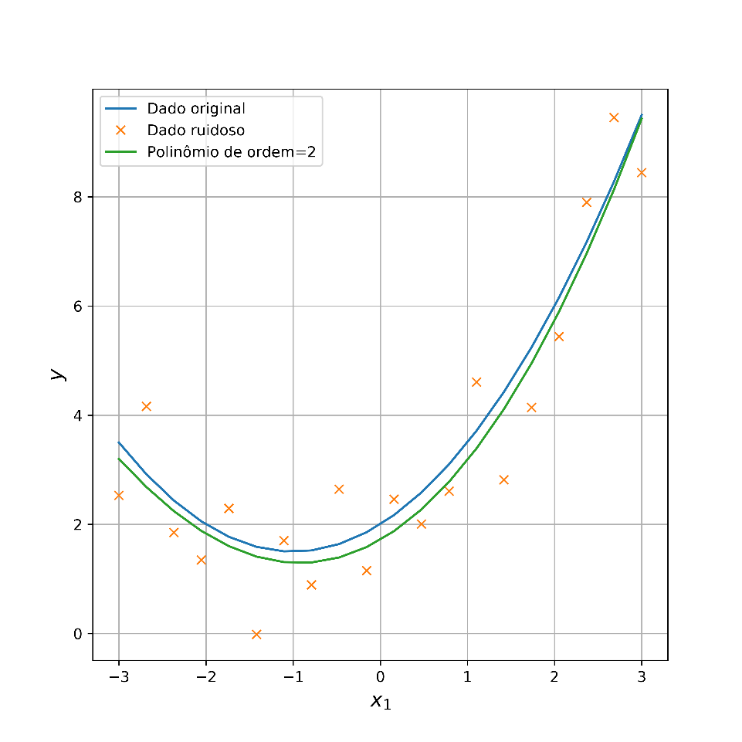 Dado original
Dado ruidoso
Polinômio de ordem=2
8
6
4
2
0
y
−3
−2
−1
0
1
2
3
x₁